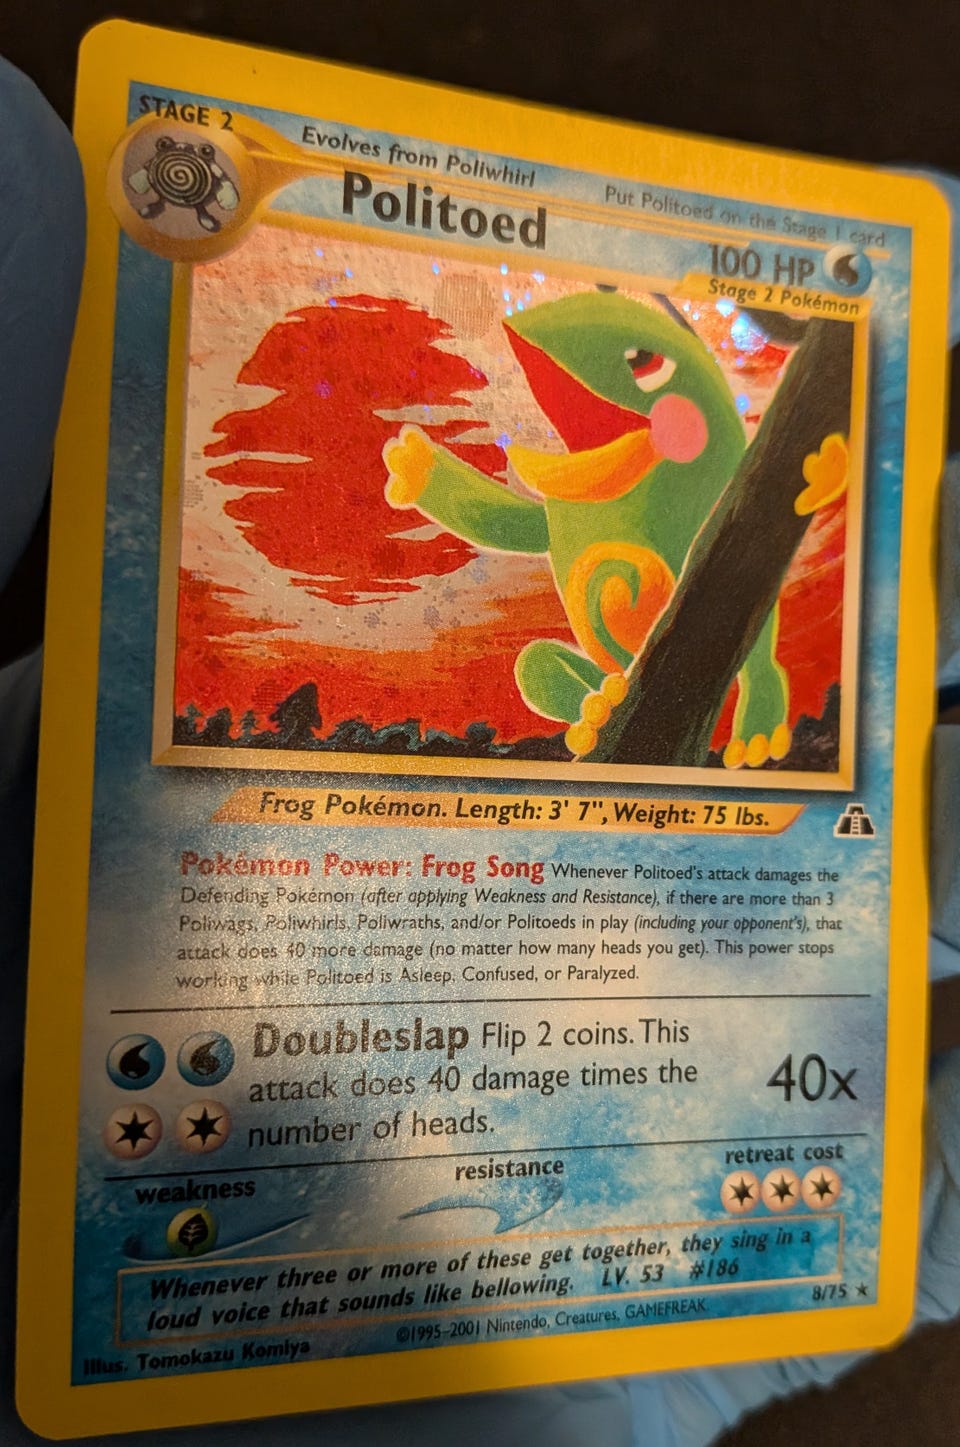 STAGE 2
Evolves from Poliwhirl
Put Politoed on the Stage 1 card
Politoed
100 HP
Stage 2 Pokémon
Frog Pokémon. Length: 3' 7", Weight: 75 lbs.
Pokémon Power: Frog Song Whenever Politoed's attack damages the
Defending Pokémon (after applying Weakness and Resistance), if there are more than 3
Poliwags, Poliwhirls, Poliwraths, and/or Politoeds in play (including your opponent's), that
attack does 40 more damage (no matter how many heads you get). This power stops
working while Politoed is Asleep, Confused, or Paralyzed.
Doubleslap Flip 2 coins. This
attack does 40 damage times the
number of heads.
40x
weakness
resistance
retreat cost
Whenever three or more of these get together, they sing in a
loud voice that sounds like bellowing. LV. 53 #186
Illus. Tomokazu Komiya
©1995-2001 Nintendo, Creatures, GAMEFREAK.
8/75 ★